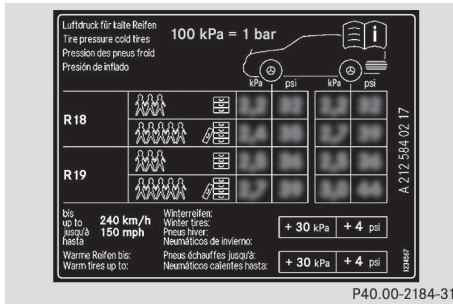 Luftdruck für kalte Reifen
Tire pressure cold tires
Pression des pneus froid
Presión de inflado
100 kPa = 1 bar
i
kPa psi kPa psi
R18
R19
A 212 584 02 17
bis
up to
jusqu'à
hasta
240 km/h
150 mph
Winterreifen:
Winter tires:
Pneus hiver:
Neumáticos de invierno:
+ 30 kPa + 4 psi
Warme Reifen bis:
Warm tires up to:
Pneus échauffes jusqu'à:
Neumáticos calientes hasta:
+ 30 kPa + 4 psi
1234567
P40.00-2184-31